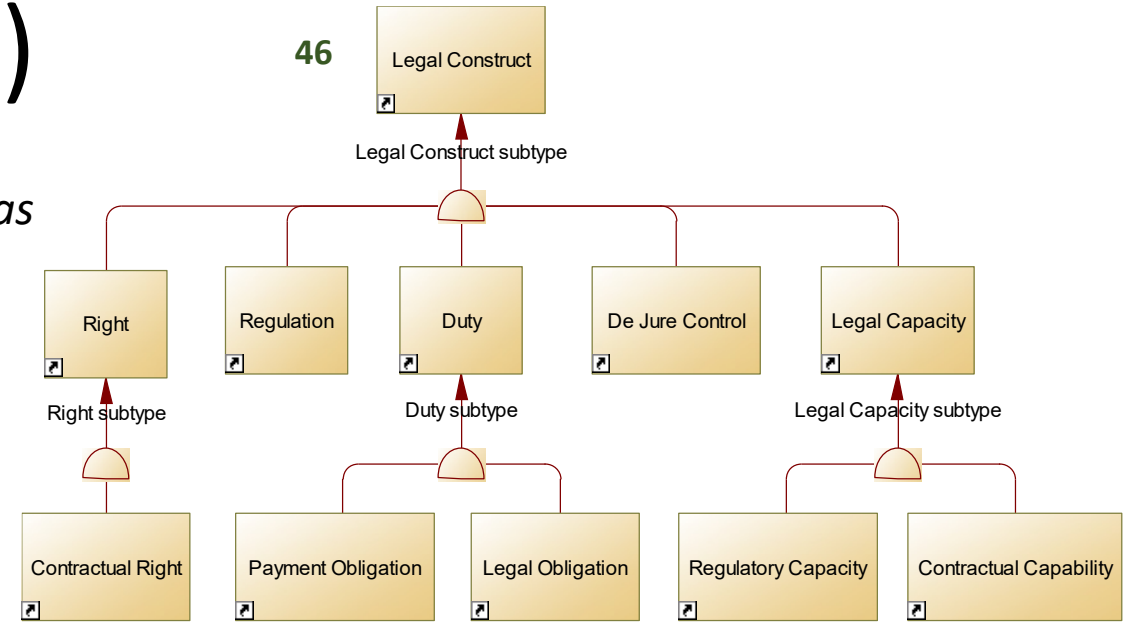 )
46
Legal Construct
Legal Construct subtype
as
Right
Regulation
Duty
De Jure Control
Legal Capacity
Right subtype
Duty subtype
Legal Capacity subtype
Contractual Right
Payment Obligation
Legal Obligation
Regulatory Capacity
Contractual Capability